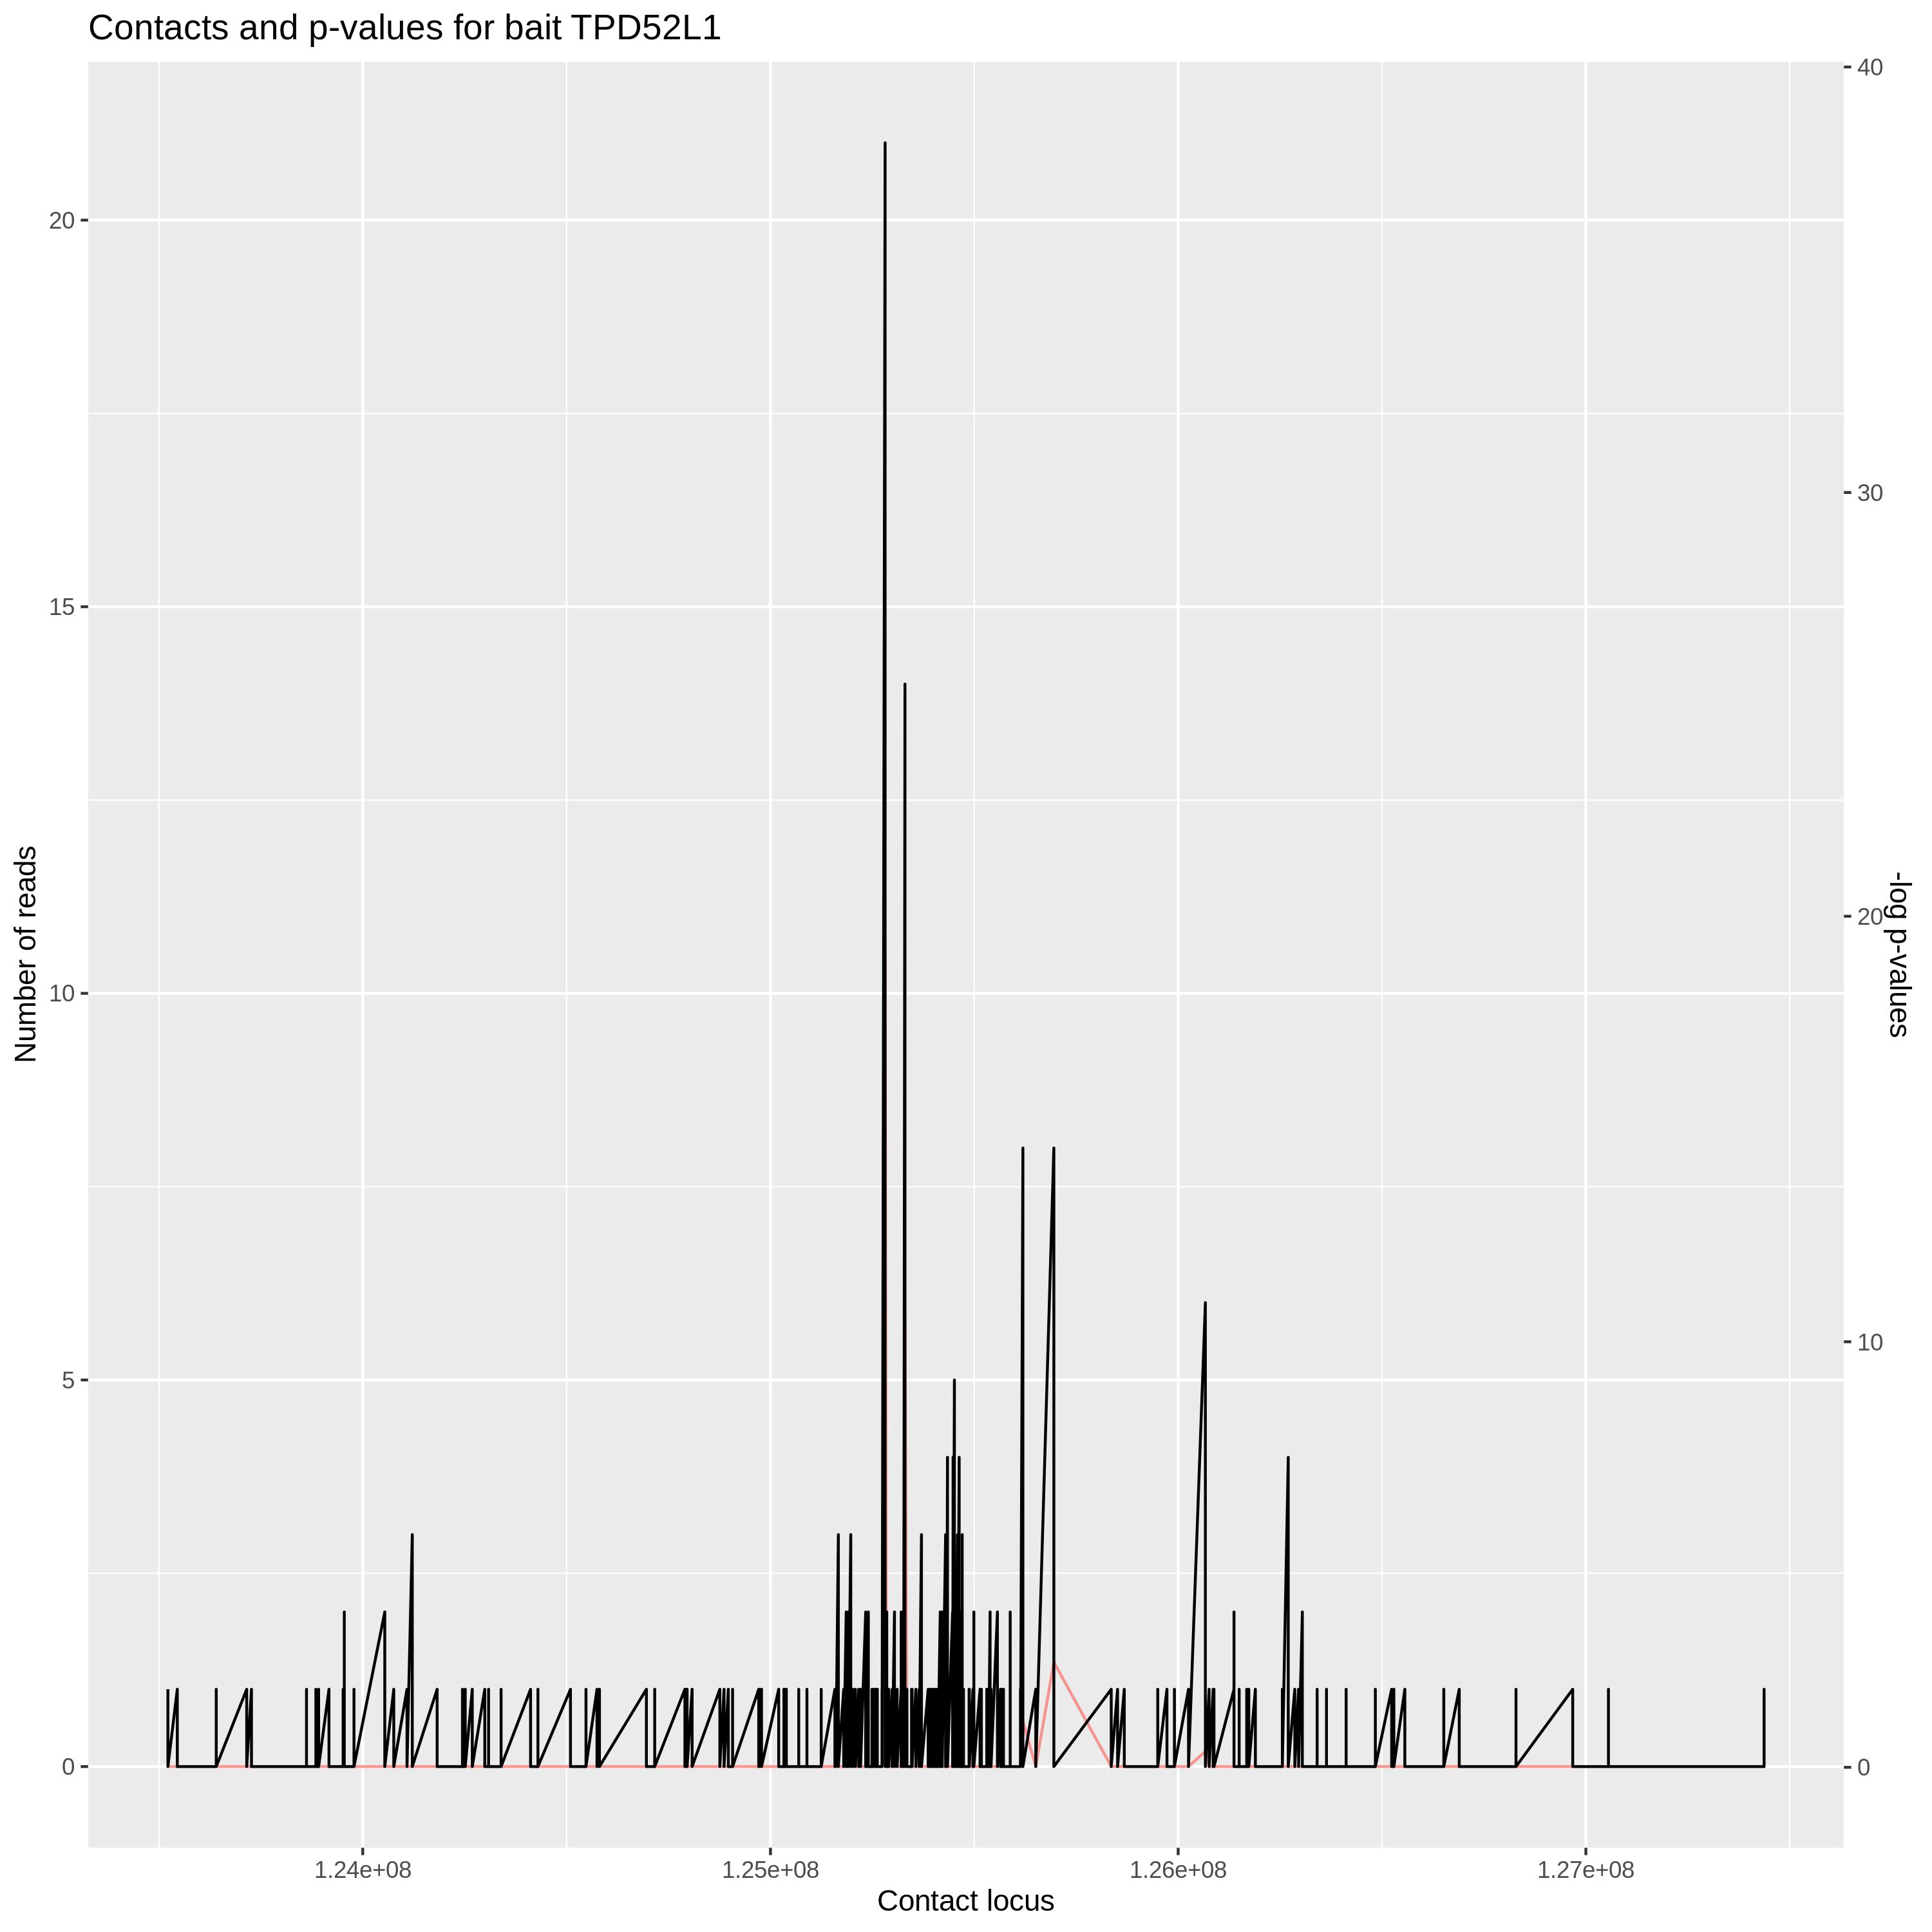 Contacts and p-values for bait TPD52L1
Number of reads
20
15
10
5
0
40
30
20
10
0
-log p-values
1.24e+08 1.25e+08 1.26e+08 1.27e+08
Contact locus